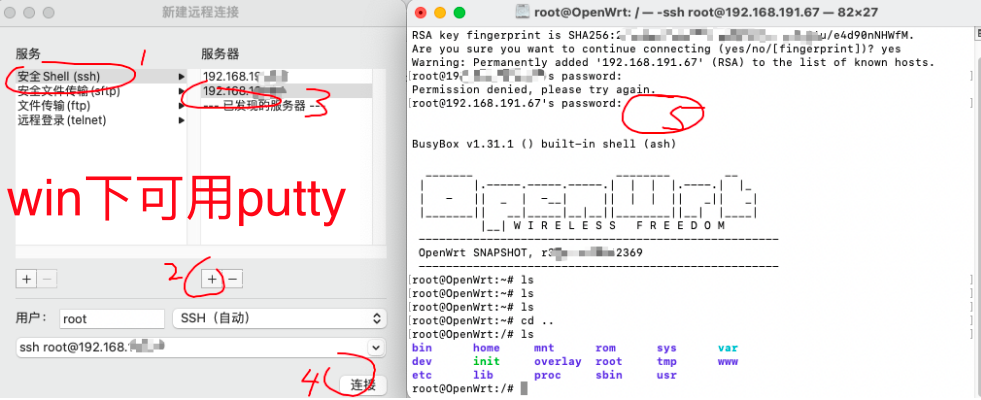 新建远程连接
服务
服务器
安全 Shell (ssh)
安全文件传输 (sftp)
文件传输 (ftp)
远程登录 (telnet)
192.168.19
192.168.1
--- 已发现的服务器 --
1
3
win下可用putty
2
+ −
+ −
用户： root
SSH（自动）
ssh root@192.168.
4
连接
root@OpenWrt: / — -ssh root@192.168.191.67 — 82×27
RSA key fingerprint is SHA256: u/e4d90nNHWfM.
Are you sure you want to continue connecting (yes/no/[fingerprint])? yes
Warning: Permanently added '192.168.191.67' (RSA) to the list of known hosts.
[root@19 s password:
Permission denied, please try again.
[root@192.168.191.67's password:
5
BusyBox v1.31.1 () built-in shell (ash)
OpenWrt
W I R E L E S S   F R E E D O M
OpenWrt SNAPSHOT, r3 2369
[root@OpenWrt:~# ls
[root@OpenWrt:~# ls
[root@OpenWrt:~# ls
[root@OpenWrt:~# cd ..
[root@OpenWrt:/# ls
bin home mnt rom sys var
dev init overlay root tmp www
etc lib proc sbin usr
root@OpenWrt:/#